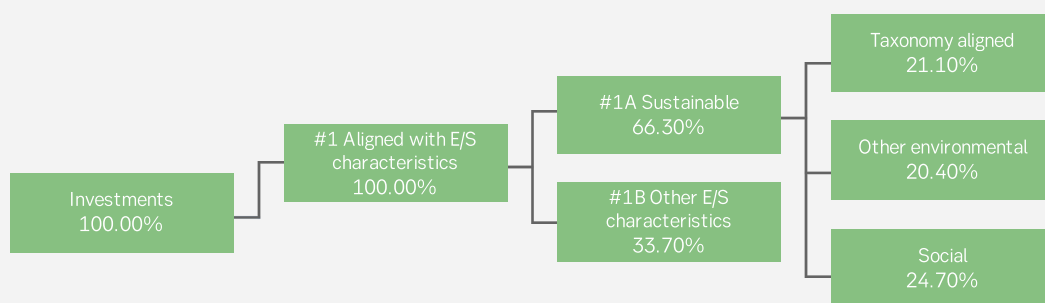 Investments
100.00%
#1 Aligned with E/S
characteristics
100.00%
#1A Sustainable
66.30%
#1B Other E/S
characteristics
33.70%
Taxonomy aligned
21.10%
Other environmental
20.40%
Social
24.70%